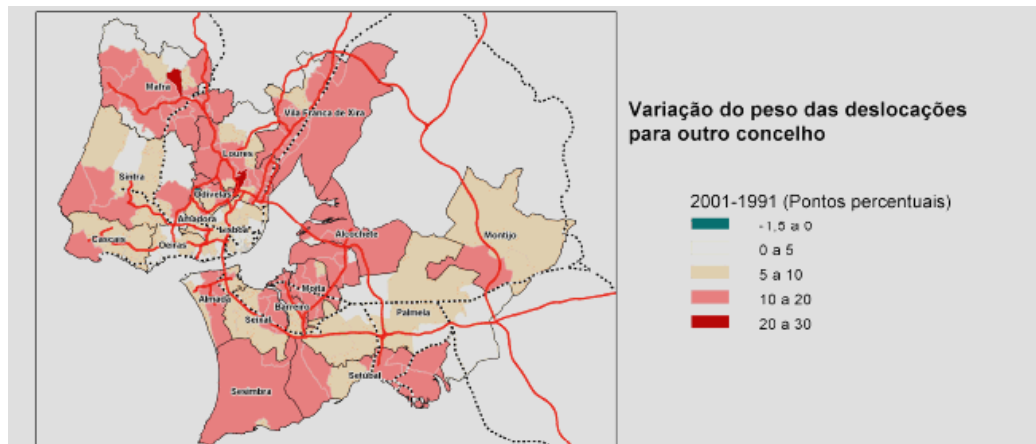 Mafra
Vila Franca de Xira
Loures
Sintra
Odivelas
Amadora
Lisboa
Cascais
Oeiras
Alcochete
Montijo
Almada
Moita
Barreiro
Seixal
Palmela
Setúbal
Sesimbra
Variação do peso das deslocações
para outro concelho
2001-1991 (Pontos percentuais)
-1,5 a 0
0 a 5
5 a 10
10 a 20
20 a 30